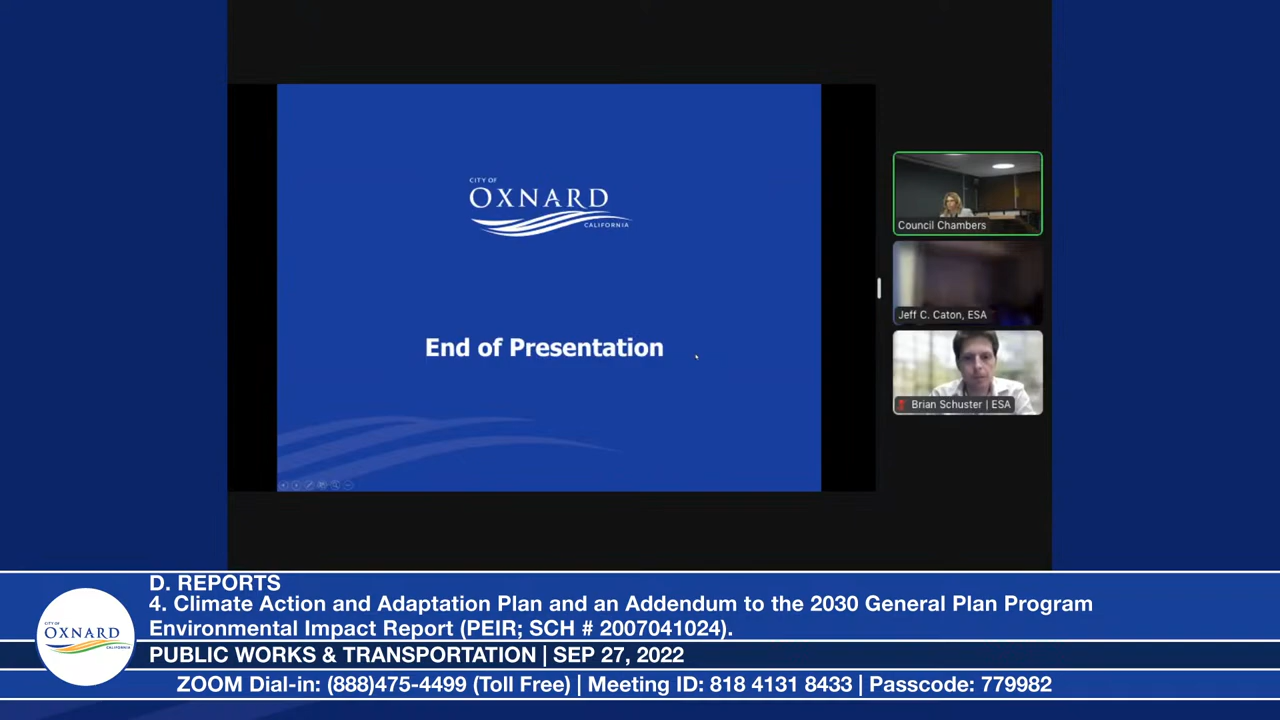 CITY OF
OXNARD
CALIFORNIA
End of Presentation
Council Chambers
Jeff C. Caton, ESA
Brian Schuster | ESA
D. REPORTS
4. Climate Action and Adaptation Plan and an Addendum to the 2030 General Plan Program
Environmental Impact Report (PEIR; SCH # 2007041024).
PUBLIC WORKS & TRANSPORTATION | SEP 27, 2022
ZOOM Dial-in: (888)475-4499 (Toll Free) | Meeting ID: 818 4131 8433 | Passcode: 779982
CITY OF
OXNARD
CALIFORNIA